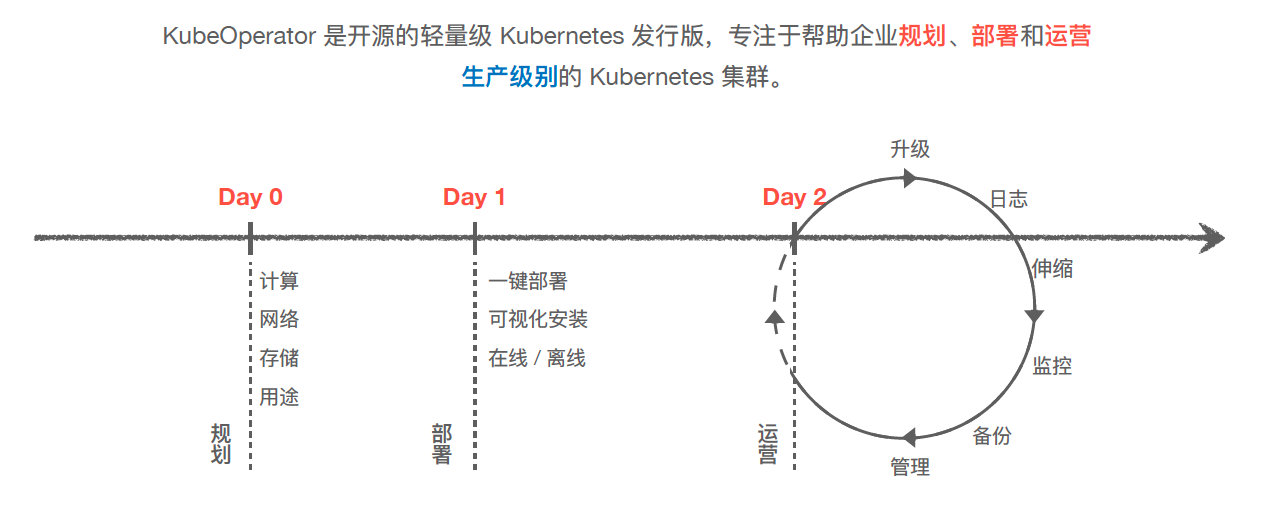 KubeOperator 是开源的轻量级 Kubernetes 发行版，专注于帮助企业规划、部署和运营
生产级别的 Kubernetes 集群。
升级
Day 0
Day 1
Day 2
日志
计算
一键部署
伸缩
网络
可视化安装
存储
在线 / 离线
监控
用途
规划
部署
运营
备份
管理